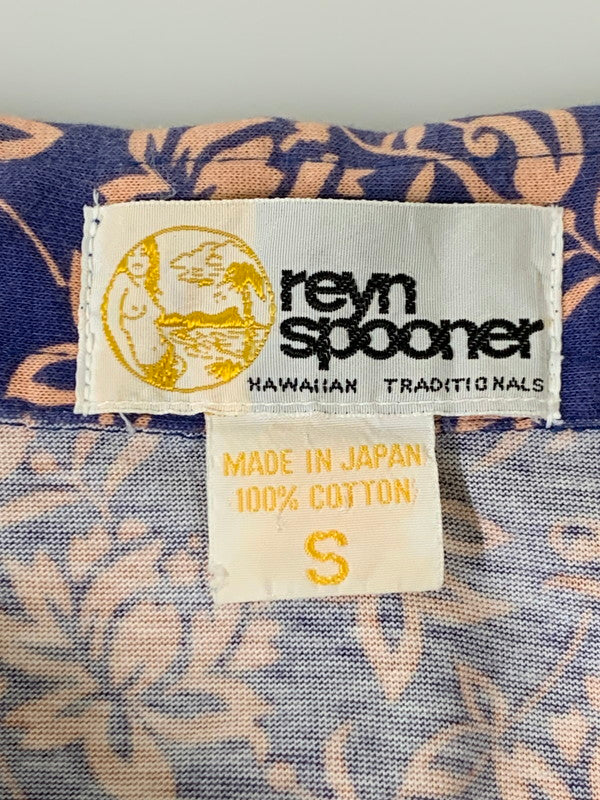 reyn
spooner
HAWAIIAN TRADITIONALS
MADE IN JAPAN
100% COTTON
S